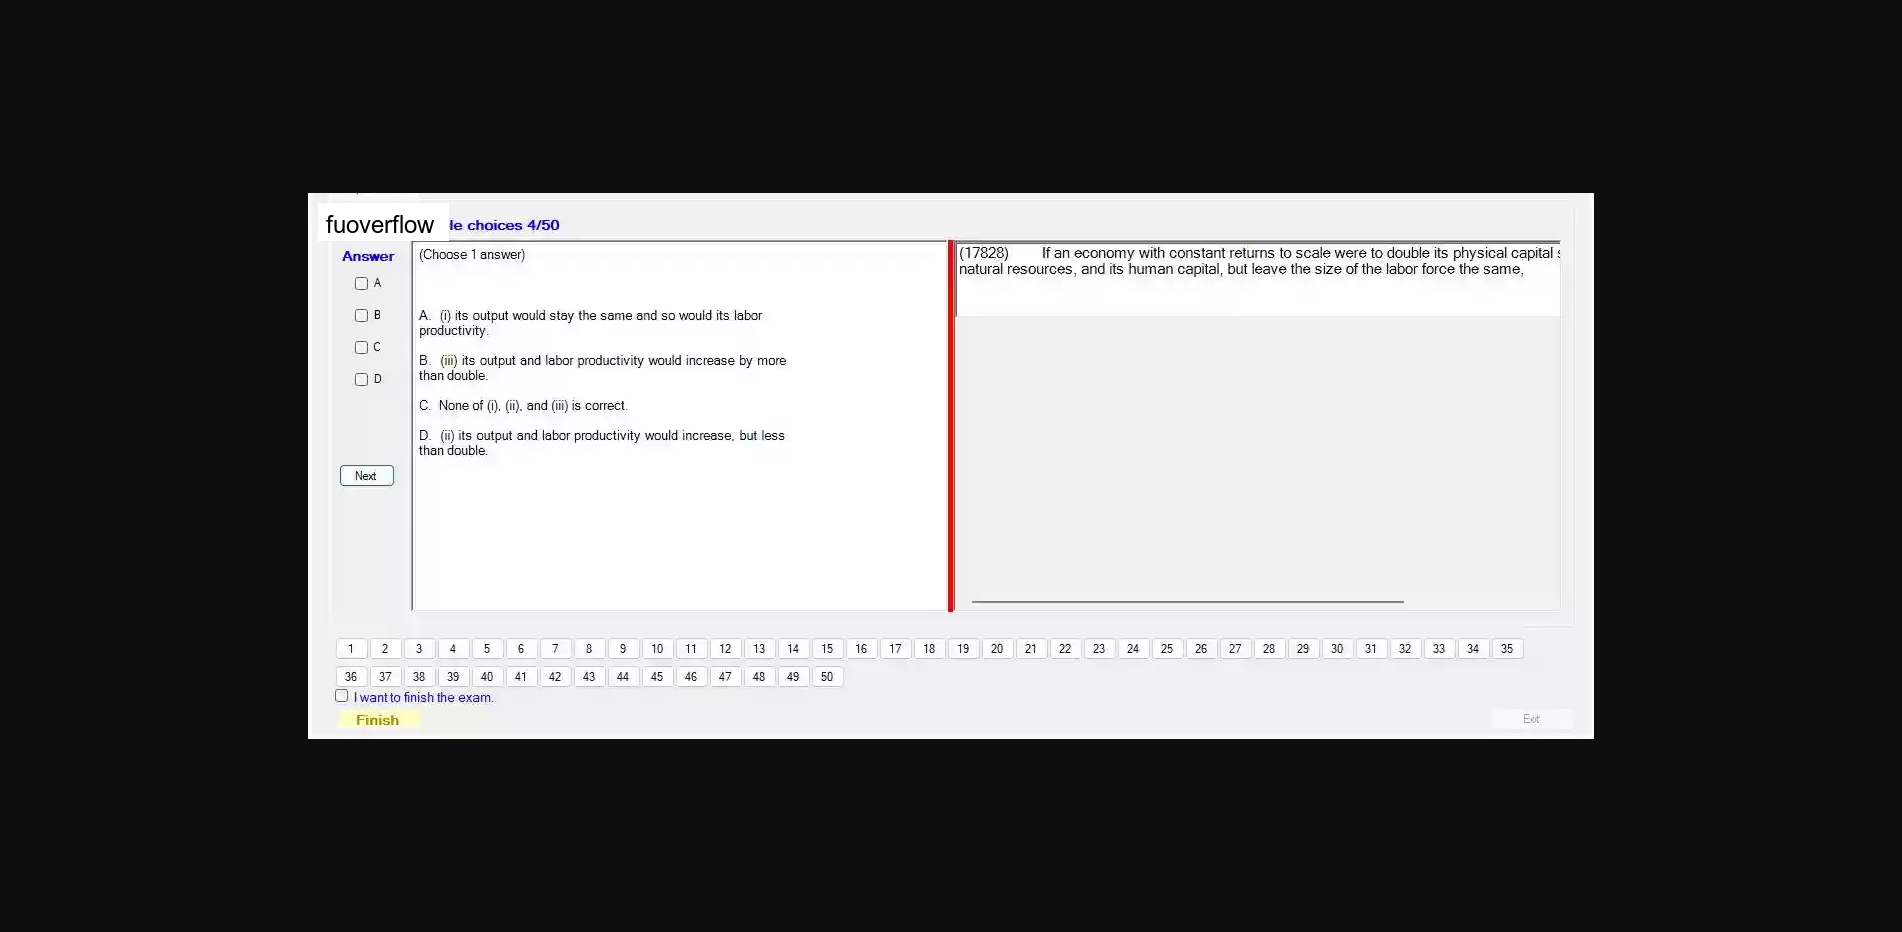 fuoverflow
le choices 4/50
Answer
(Choose 1 answer)
A
B
C
D
A. (i) its output would stay the same and so would its labor
productivity.
B. (iii) its output and labor productivity would increase by more
than double.
C. None of (i), (ii), and (iii) is correct.
D. (ii) its output and labor productivity would increase, but less
than double.
Next
(17828) If an economy with constant returns to scale were to double its physical capital
natural resources, and its human capital, but leave the size of the labor force the same,
1 2 3 4 5 6 7 8 9 10 11 12 13 14 15 16 17 18 19 20 21 22 23 24 25 26 27 28 29 30 31 32 33 34 35
36 37 38 39 40 41 42 43 44 45 46 47 48 49 50
I want to finish the exam.
Finish
Exit